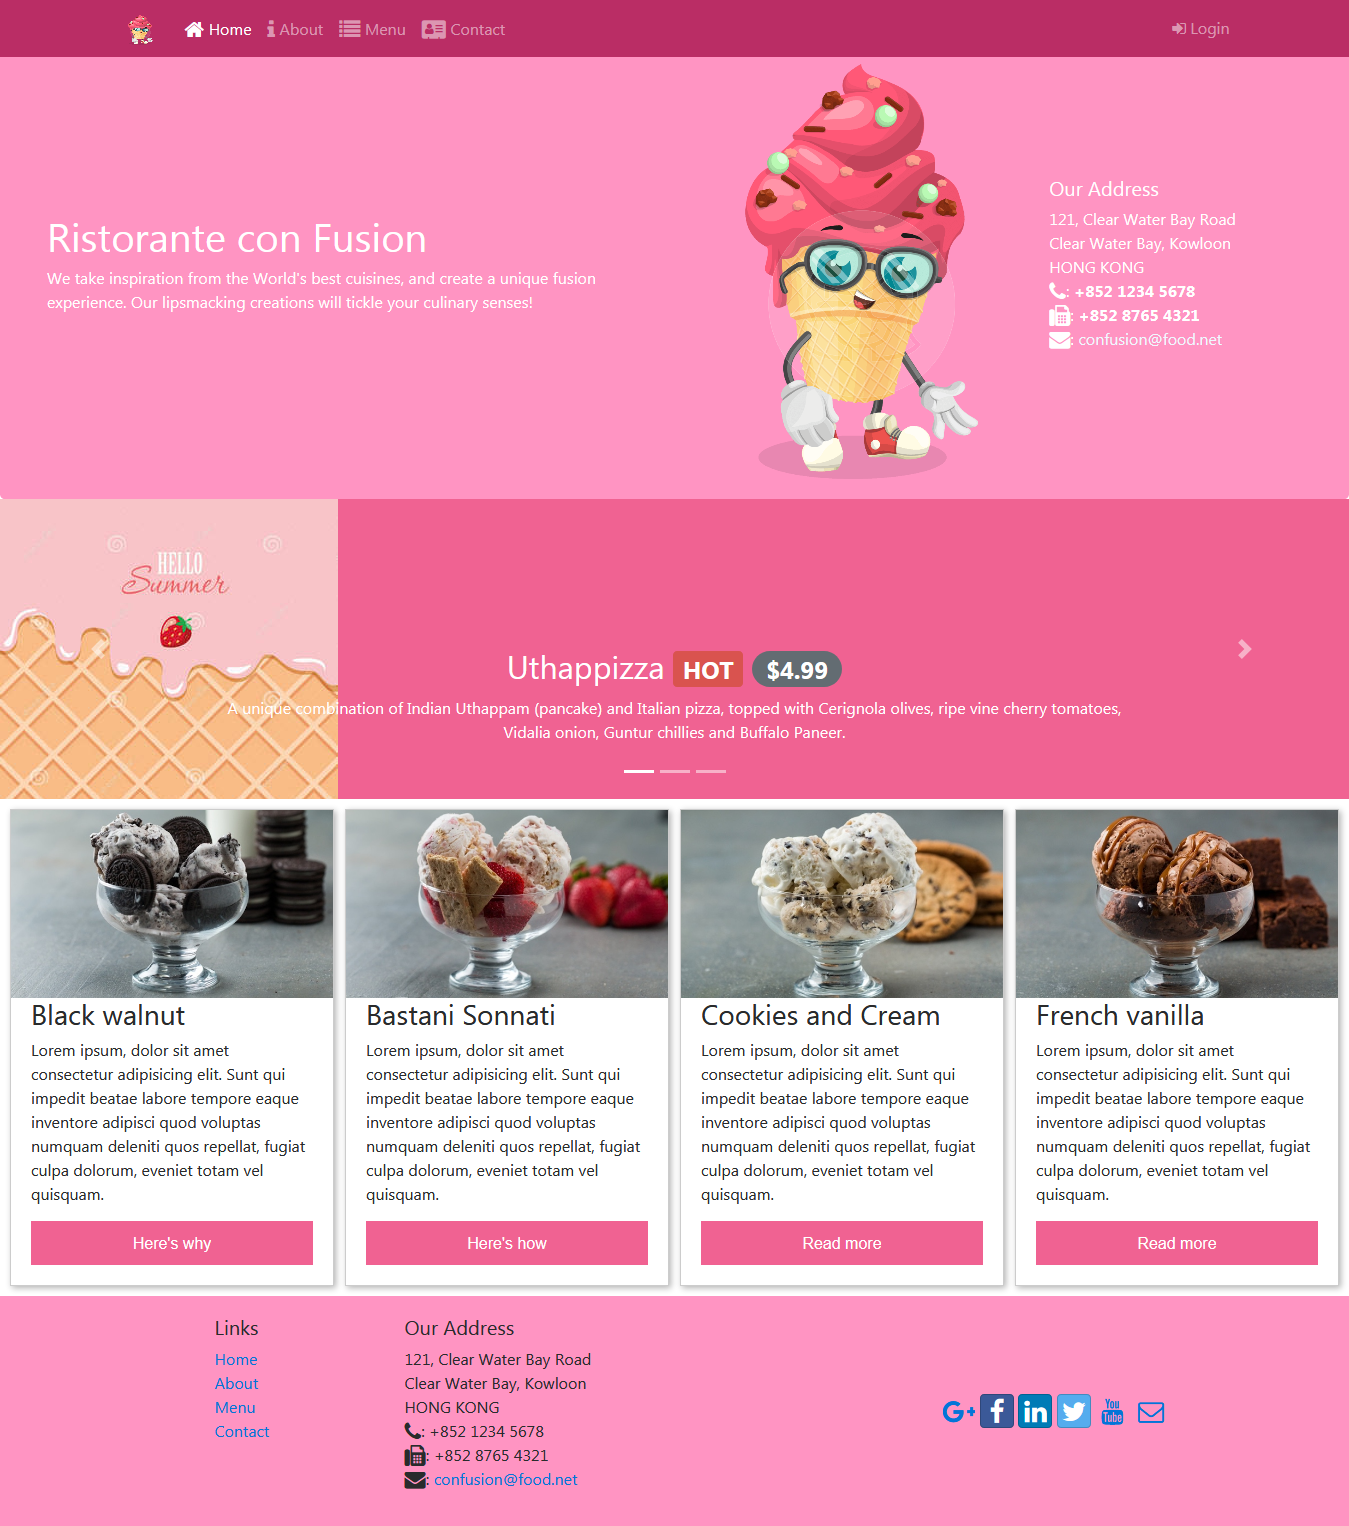 Home About Menu Contact Login
Ristorante con Fusion
We take inspiration from the World's best cuisines, and create a unique fusion
experience. Our lipsmacking creations will tickle your culinary senses!
Our Address
121, Clear Water Bay Road
Clear Water Bay, Kowloon
HONG KONG
: +852 1234 5678
: +852 8765 4321
: confusion@food.net
HELLO
Summer
Uthappizza HOT $4.99
A unique combination of Indian Uthappam (pancake) and Italian pizza, topped with Cerignola olives, ripe vine cherry tomatoes,
Vidalia onion, Guntur chillies and Buffalo Paneer.
Black walnut
Lorem ipsum, dolor sit amet
consectetur adipisicing elit. Sunt qui
impedit beatae labore tempore eaque
inventore adipisci quod voluptas
numquam deleniti quos repellat, fugiat
culpa dolorum, eveniet totam vel
quisquam.
Here's why
Bastani Sonnati
Lorem ipsum, dolor sit amet
consectetur adipisicing elit. Sunt qui
impedit beatae labore tempore eaque
inventore adipisci quod voluptas
numquam deleniti quos repellat, fugiat
culpa dolorum, eveniet totam vel
quisquam.
Here's how
Cookies and Cream
Lorem ipsum, dolor sit amet
consectetur adipisicing elit. Sunt qui
impedit beatae labore tempore eaque
inventore adipisci quod voluptas
numquam deleniti quos repellat, fugiat
culpa dolorum, eveniet totam vel
quisquam.
Read more
French vanilla
Lorem ipsum, dolor sit amet
consectetur adipisicing elit. Sunt qui
impedit beatae labore tempore eaque
inventore adipisci quod voluptas
numquam deleniti quos repellat, fugiat
culpa dolorum, eveniet totam vel
quisquam.
Read more
Links
Home
About
Menu
Contact
Our Address
121, Clear Water Bay Road
Clear Water Bay, Kowloon
HONG KONG
: +852 1234 5678
: +852 8765 4321
: confusion@food.net
G+ f in You Tube